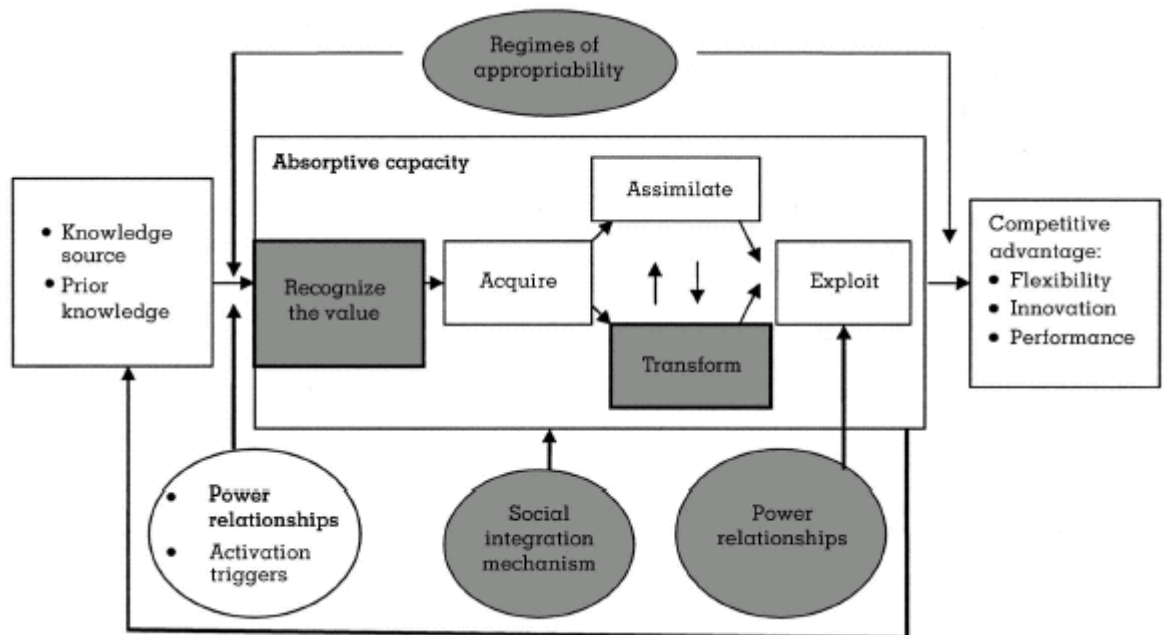 Regimes of
appropriability
Absorptive capacity
Assimilate
• Knowledge
source
• Prior
knowledge
Recognize
the value
Acquire
Exploit
Transform
Competitive
advantage:
• Flexibility
• Innovation
• Performance
• Power
relationships
• Activation
triggers
Social
integration
mechanism
Power
relationships